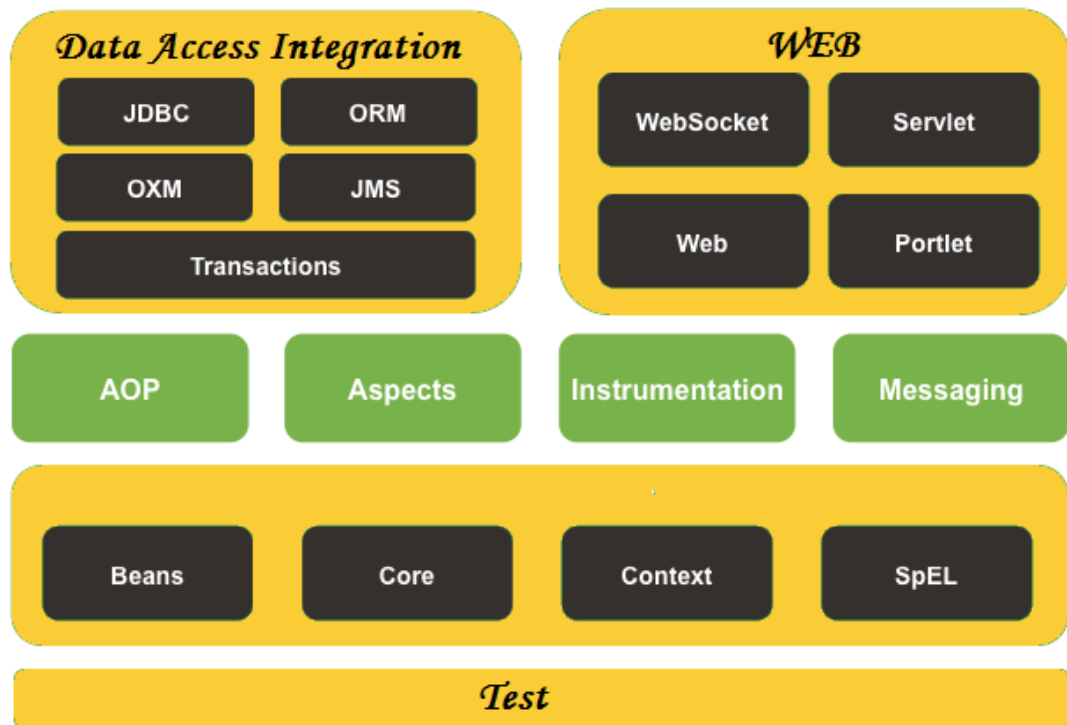 Data Access Integration
JDBC
ORM
OXM
JMS
Transactions
WEB
WebSocket
Servlet
Web
Portlet
AOP
Aspects
Instrumentation
Messaging
Beans
Core
Context
SpEL
Test